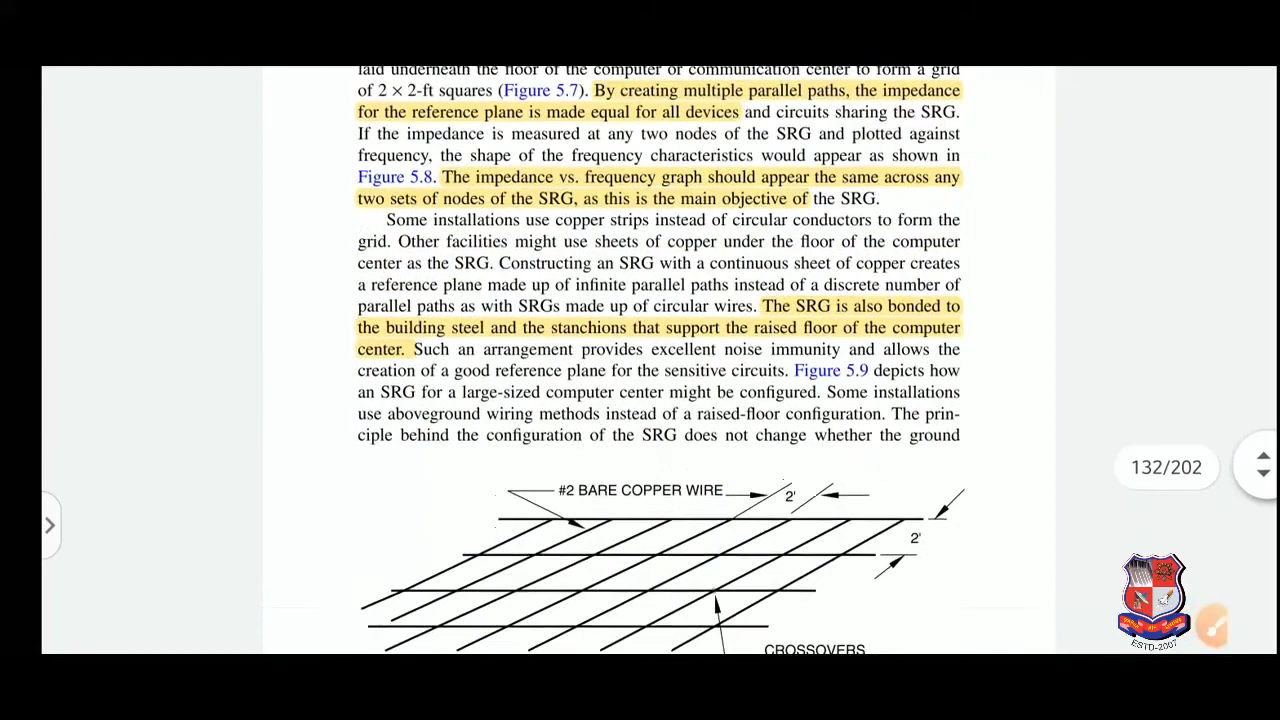 laid underneath the floor of the computer or communication center to form a grid
of 2 × 2-ft squares (Figure 5.7). By creating multiple parallel paths, the impedance
for the reference plane is made equal for all devices and circuits sharing the SRG.
If the impedance is measured at any two nodes of the SRG and plotted against
frequency, the shape of the frequency characteristics would appear as shown in
Figure 5.8. The impedance vs. frequency graph should appear the same across any
two sets of nodes of the SRG, as this is the main objective of the SRG.
Some installations use copper strips instead of circular conductors to form the
grid. Other facilities might use sheets of copper under the floor of the computer
center as the SRG. Constructing an SRG with a continuous sheet of copper creates
a reference plane made up of infinite parallel paths instead of a discrete number of
parallel paths as with SRGs made up of circular wires. The SRG is also bonded to
the building steel and the stanchions that support the raised floor of the computer
center. Such an arrangement provides excellent noise immunity and allows the
creation of a good reference plane for the sensitive circuits. Figure 5.9 depicts how
an SRG for a large-sized computer center might be configured. Some installations
use aboveground wiring methods instead of a raised-floor configuration. The prin-
ciple behind the configuration of the SRG does not change whether the ground
132/202
#2 BARE COPPER WIRE
2'
2'
CROSSOVERS
ESTD-2007